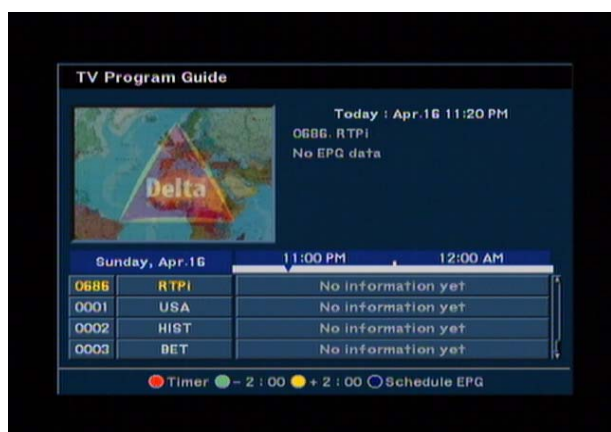 TV Program Guide
Today : Apr.16 11:20 PM
0686. RTPi
No EPG data
Delta
Sunday, Apr.16 11:00 PM 12:00 AM
0686 RTPi No information yet
0001 USA No information yet
0002 HIST No information yet
0003 BET No information yet
Timer - 2 : 00 + 2 : 00 Schedule EPG